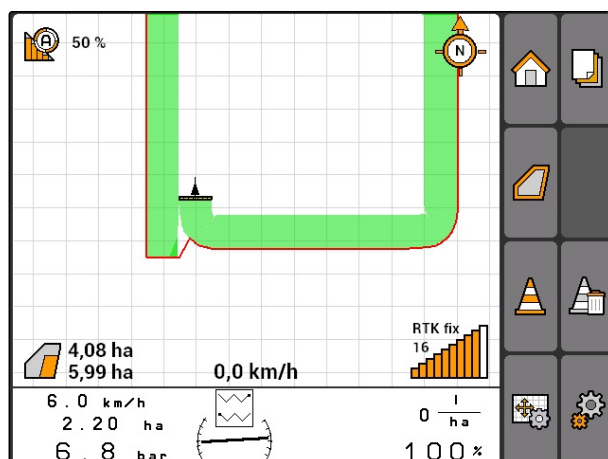 A 50 %
N
RTK fix
16
4,08 ha
5,99 ha
0,0 km/h
6.0 km/h
2.20 ha
6.8 bar
0 l/ha
100%